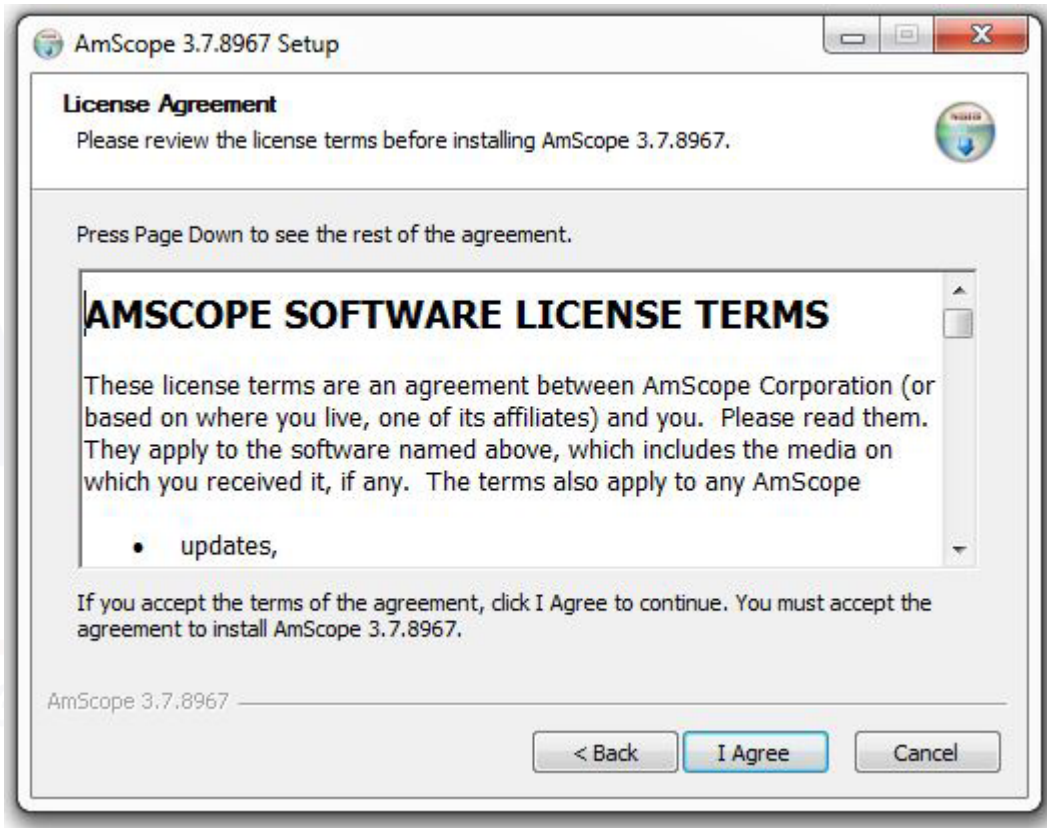 AmScope 3.7.8967 Setup
License Agreement
Please review the license terms before installing AmScope 3.7.8967.
Press Page Down to see the rest of the agreement.
AMSCOPE SOFTWARE LICENSE TERMS
These license terms are an agreement between AmScope Corporation (or
based on where you live, one of its affiliates) and you.  Please read them.
They apply to the software named above, which includes the media on
which you received it, if any.  The terms also apply to any AmScope
• updates,
If you accept the terms of the agreement, click I Agree to continue. You must accept the
agreement to install AmScope 3.7.8967.
AmScope 3.7.8967
< Back I Agree Cancel